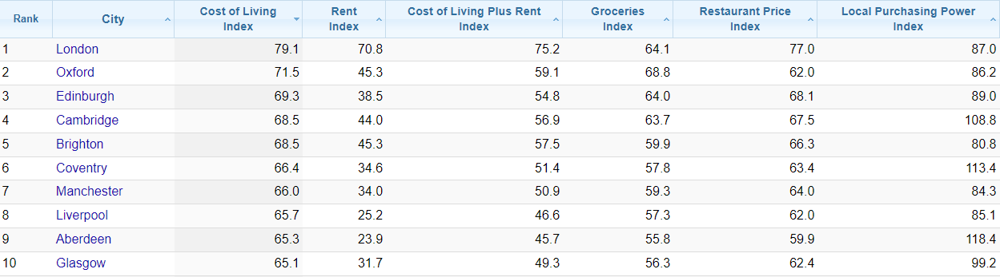 Rank City Cost of Living Index Rent Index Cost of Living Plus Rent Index Groceries Index Restaurant Price Index Local Purchasing Power Index
1 London 79.1 70.8 75.2 64.1 77.0 87.0
2 Oxford 71.5 45.3 59.1 68.8 62.0 86.2
3 Edinburgh 69.3 38.5 54.8 64.0 68.1 89.0
4 Cambridge 68.5 44.0 56.9 63.7 67.5 108.8
5 Brighton 68.5 45.3 57.5 59.9 66.3 80.8
6 Coventry 66.4 34.6 51.4 57.8 63.4 113.4
7 Manchester 66.0 34.0 50.9 59.3 64.0 84.3
8 Liverpool 65.7 25.2 46.6 57.3 62.0 85.1
9 Aberdeen 65.3 23.9 45.7 55.8 59.9 118.4
10 Glasgow 65.1 31.7 49.3 56.3 62.4 99.2